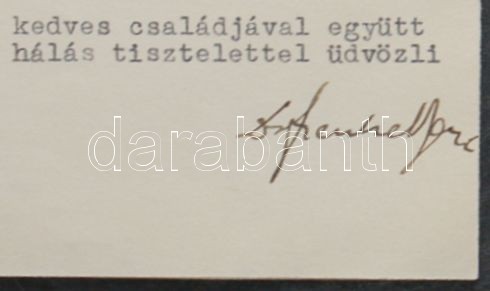 kedves családjával együtt
hálás tisztelettel üdvözli
darabanth